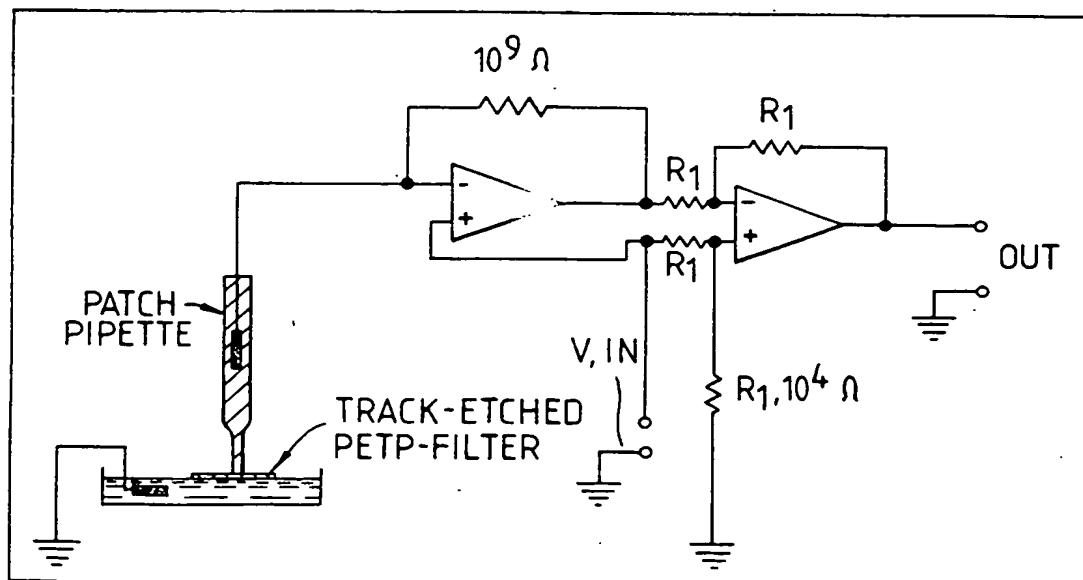 10⁹ Ω
R₁
R₁
-
+
-
+
R₁
OUT
PATCH
PIPETTE
V, IN
R₁, 10⁴ Ω
TRACK-ETCHED
PETP-FILTER